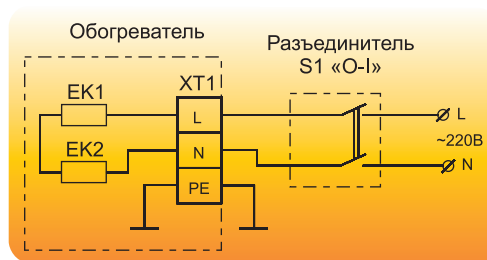 Обогреватель
Разъединитель
S1 «O-I»
XT1
EK1
L
L
~220В
EK2
N
N
PE